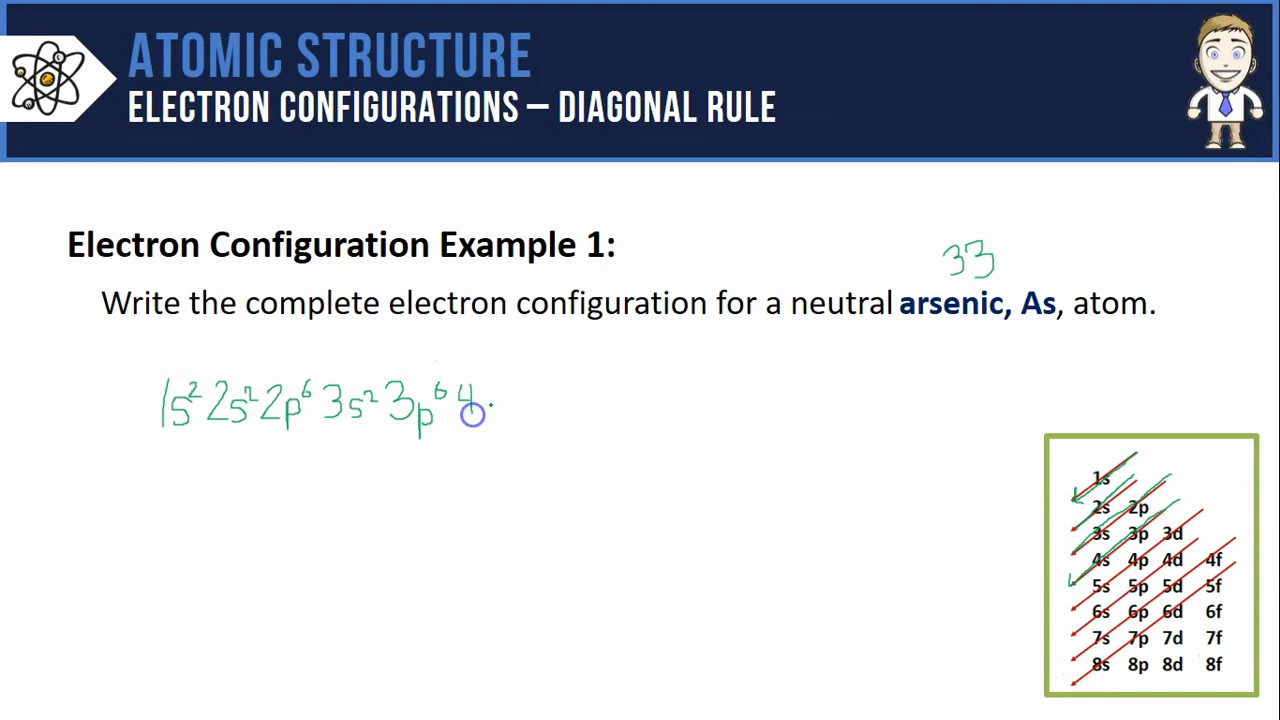 ATOMIC STRUCTURE
ELECTRON CONFIGURATIONS – DIAGONAL RULE
Electron Configuration Example 1:
33
Write the complete electron configuration for a neutral arsenic, As, atom.
1s² 2s² 2p⁶ 3s² 3p⁶ 4
1s
2s 2p
3s 3p 3d
4s 4p 4d 4f
5s 5p 5d 5f
6s 6p 6d 6f
7s 7p 7d 7f
8s 8p 8d 8f